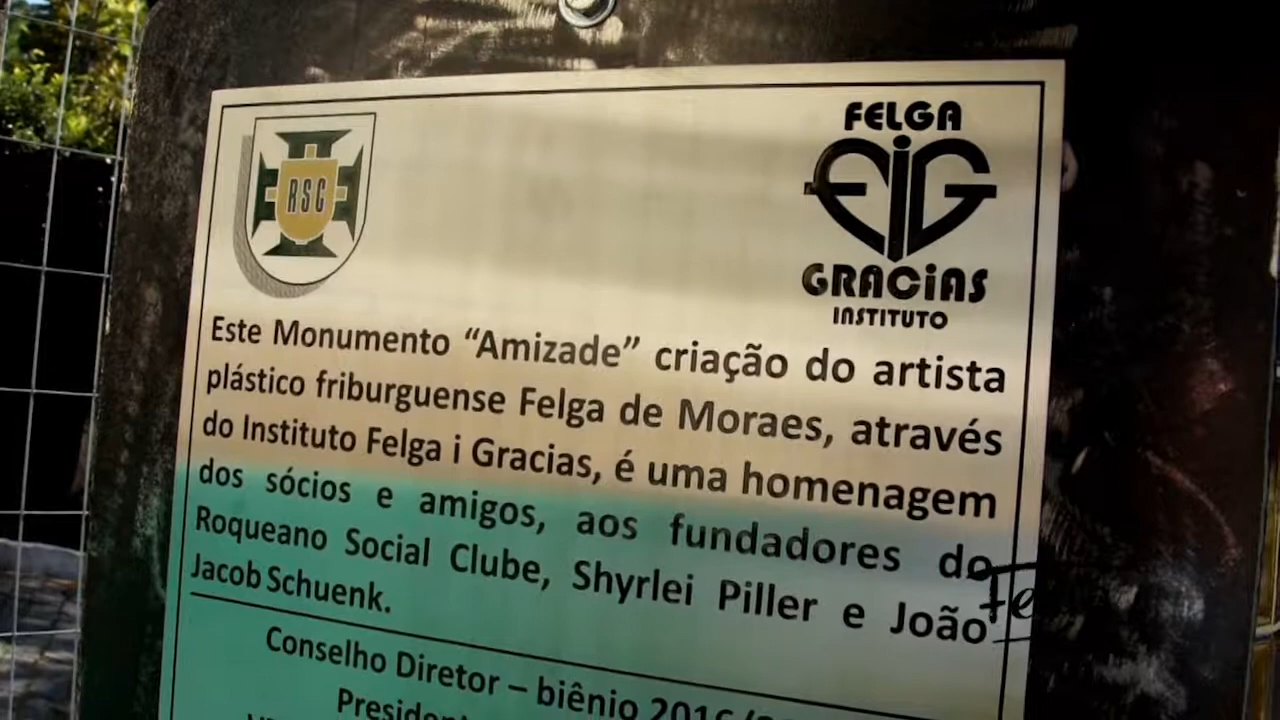 RSC
FELGA
FiG
GRACiAS
INSTITUTO
Este Monumento “Amizade” criação do artista
plástico friburguense Felga de Moraes, através
do Instituto Felga i Gracias, é uma homenagem
dos sócios e amigos, aos fundadores do
Roqueano Social Clube, Shyrlei Piller e João
Jacob Schuenk.
Conselho Diretor – biênio 2016